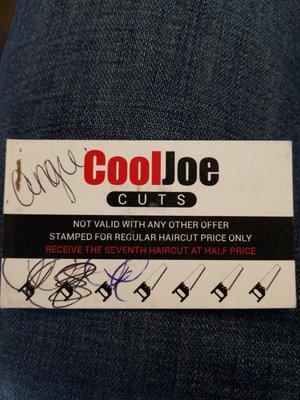 CoolJoe
CUTS
NOT VALID WITH ANY OTHER OFFER
STAMPED FOR REGULAR HAIRCUT PRICE ONLY
RECEIVE THE SEVENTH HAIRCUT AT HALF PRICE